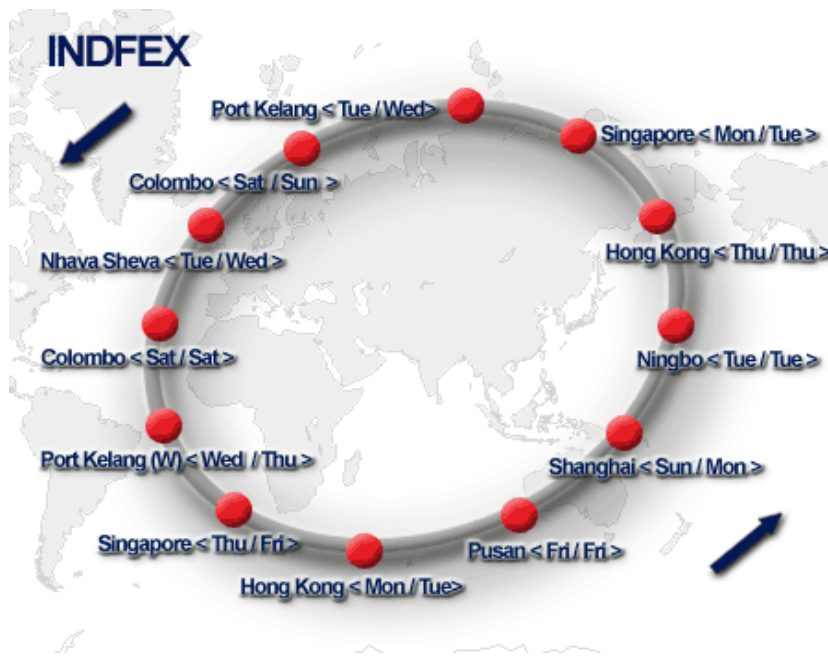 INDFEX
Port Kelang < Tue / Wed>
Singapore < Mon / Tue >
Colombo < Sat / Sun >
Hong Kong < Thu / Thu >
Nhava Sheva < Tue / Wed >
Colombo < Sat / Sat >
Ningbo < Tue / Tue >
Port Kelang (W) < Wed / Thu >
Shanghai < Sun / Mon >
Singapore < Thu / Fri >
Pusan < Fri / Fri >
Hong Kong < Mon / Tue>